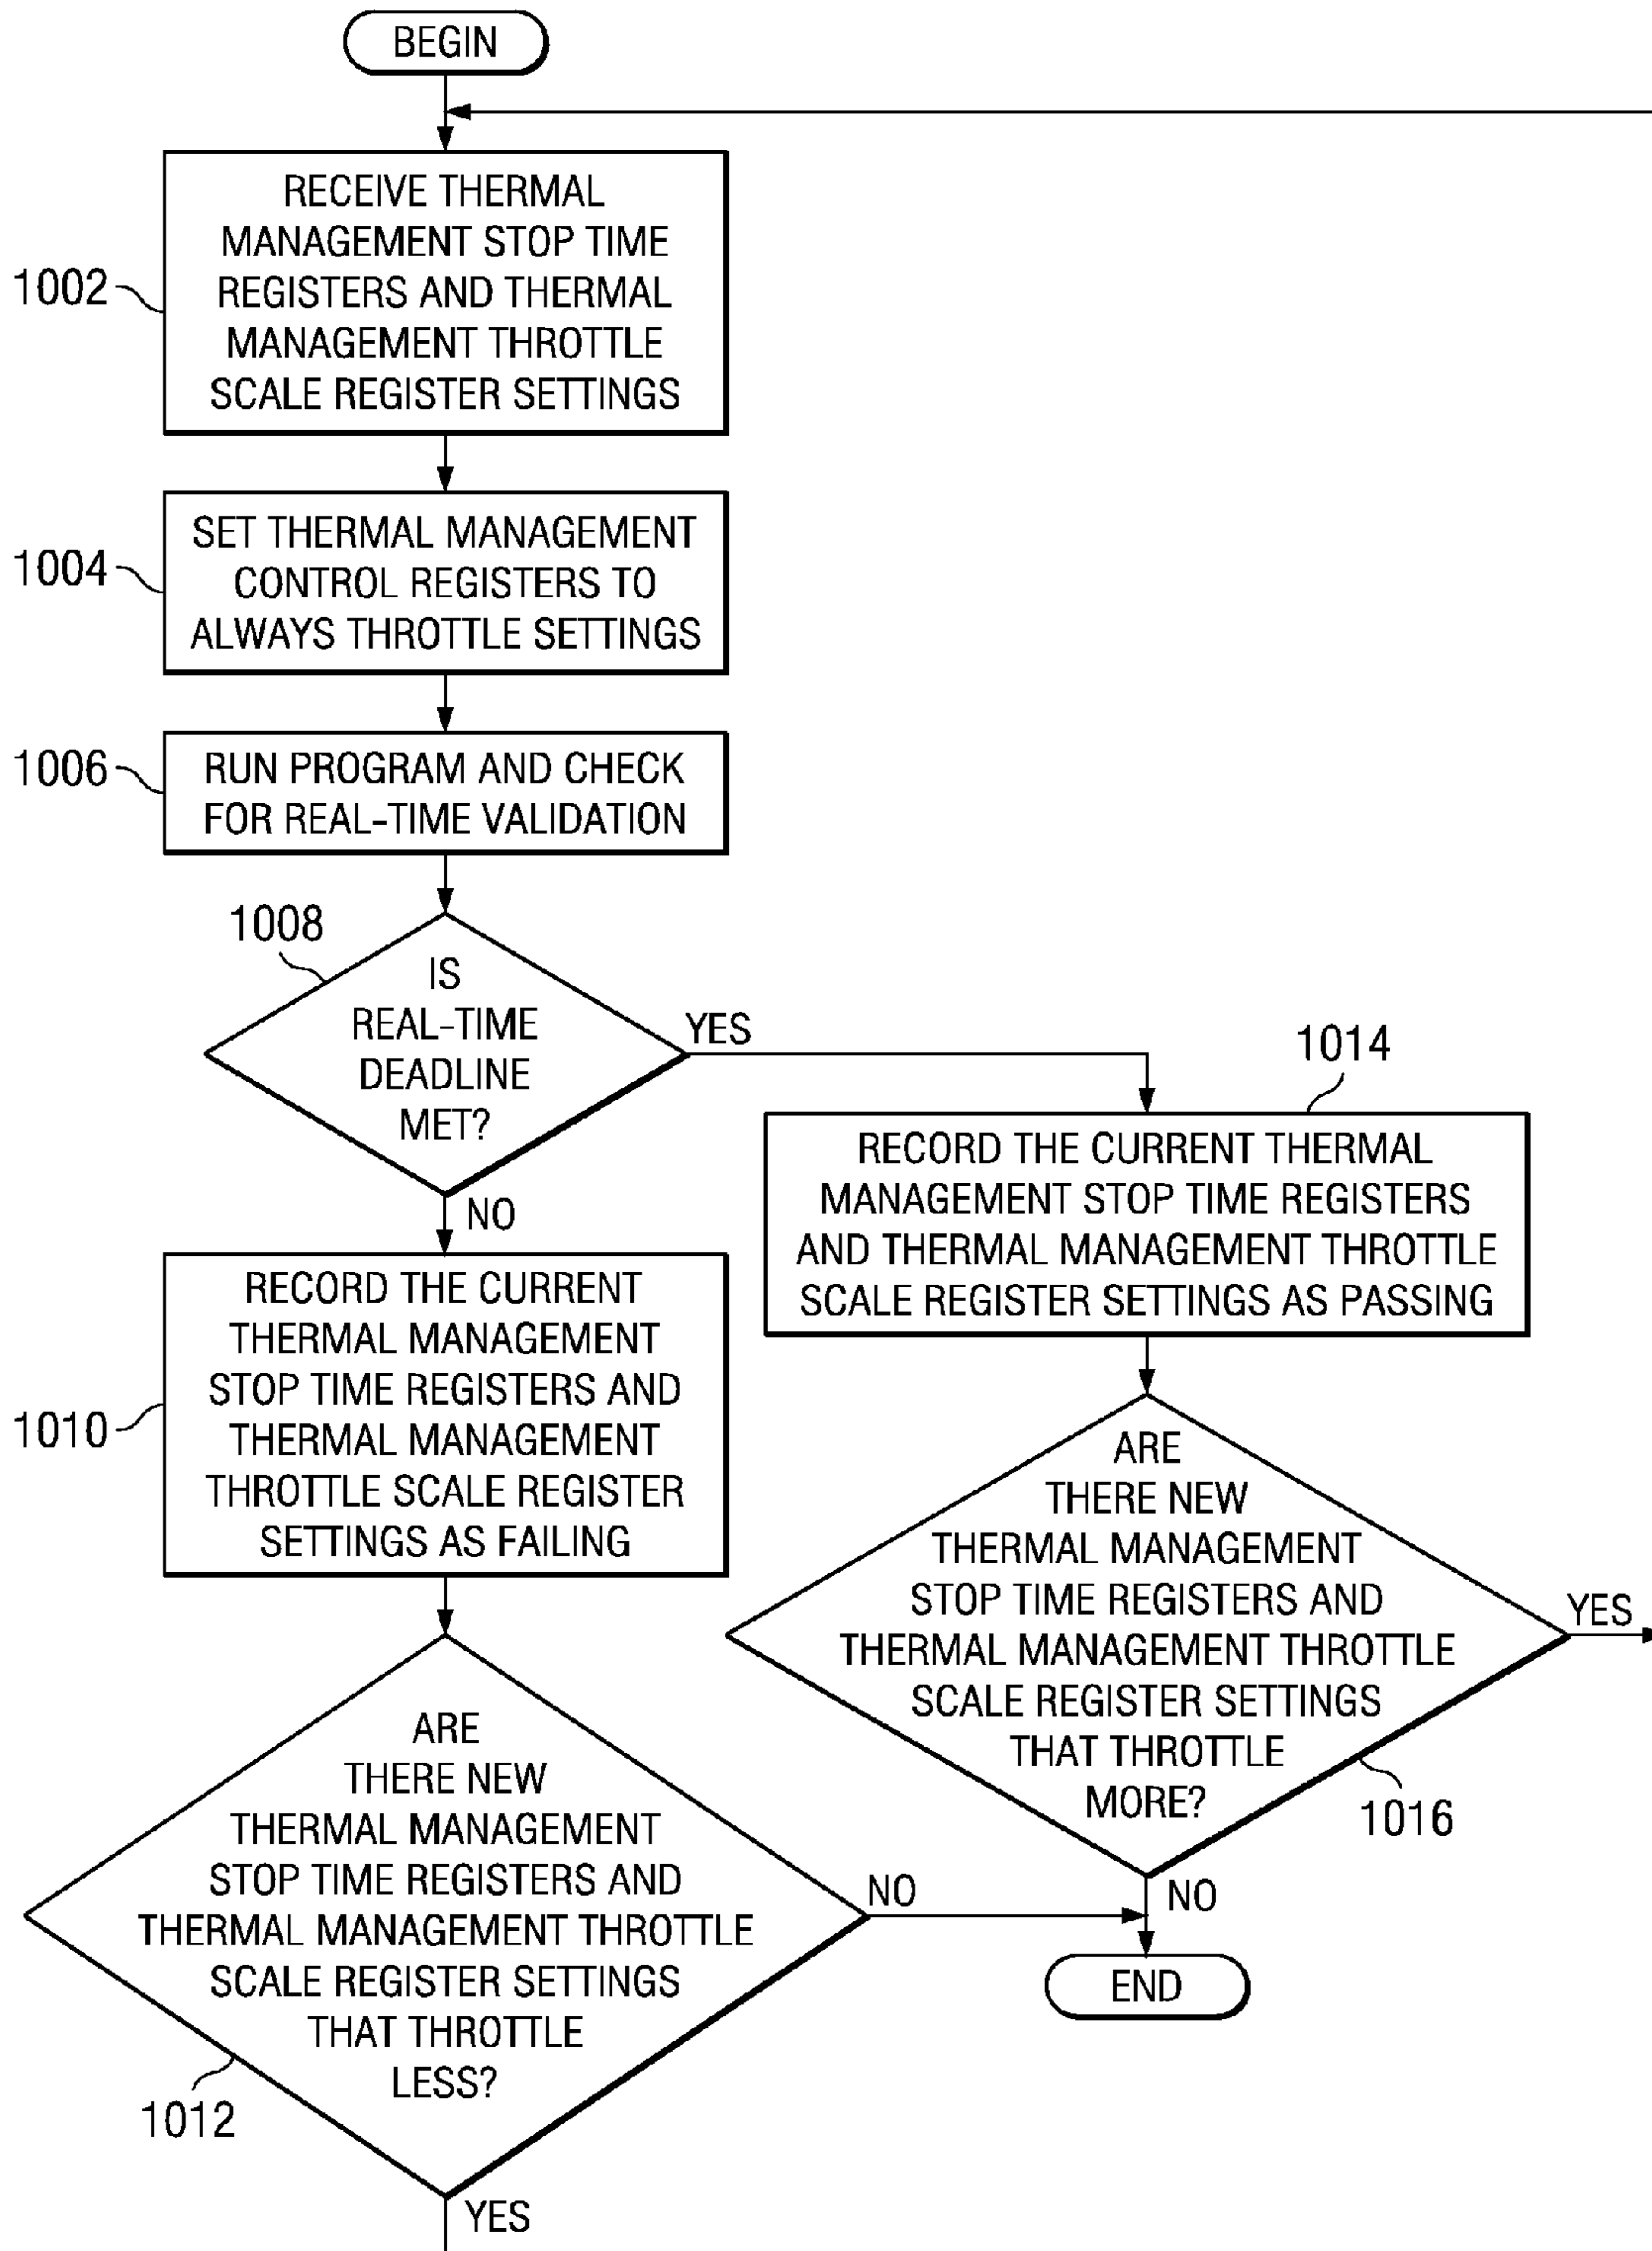 BEGIN
1002
RECEIVE THERMAL
MANAGEMENT STOP TIME
REGISTERS AND THERMAL
MANAGEMENT THROTTLE
SCALE REGISTER SETTINGS
1004
SET THERMAL MANAGEMENT
CONTROL REGISTERS TO
ALWAYS THROTTLE SETTINGS
1006
RUN PROGRAM AND CHECK
FOR REAL-TIME VALIDATION
1008
IS
REAL-TIME
DEADLINE
MET?
YES
NO
1010
RECORD THE CURRENT
THERMAL MANAGEMENT
STOP TIME REGISTERS AND
THERMAL MANAGEMENT
THROTTLE SCALE REGISTER
SETTINGS AS FAILING
1014
RECORD THE CURRENT THERMAL
MANAGEMENT STOP TIME REGISTERS
AND THERMAL MANAGEMENT THROTTLE
SCALE REGISTER SETTINGS AS PASSING
ARE
THERE NEW
THERMAL MANAGEMENT
STOP TIME REGISTERS AND
THERMAL MANAGEMENT THROTTLE
SCALE REGISTER SETTINGS
THAT THROTTLE
MORE?
YES
1016
NO
ARE
THERE NEW
THERMAL MANAGEMENT
STOP TIME REGISTERS AND
THERMAL MANAGEMENT THROTTLE
SCALE REGISTER SETTINGS
THAT THROTTLE
LESS?
NO
1012
YES
END